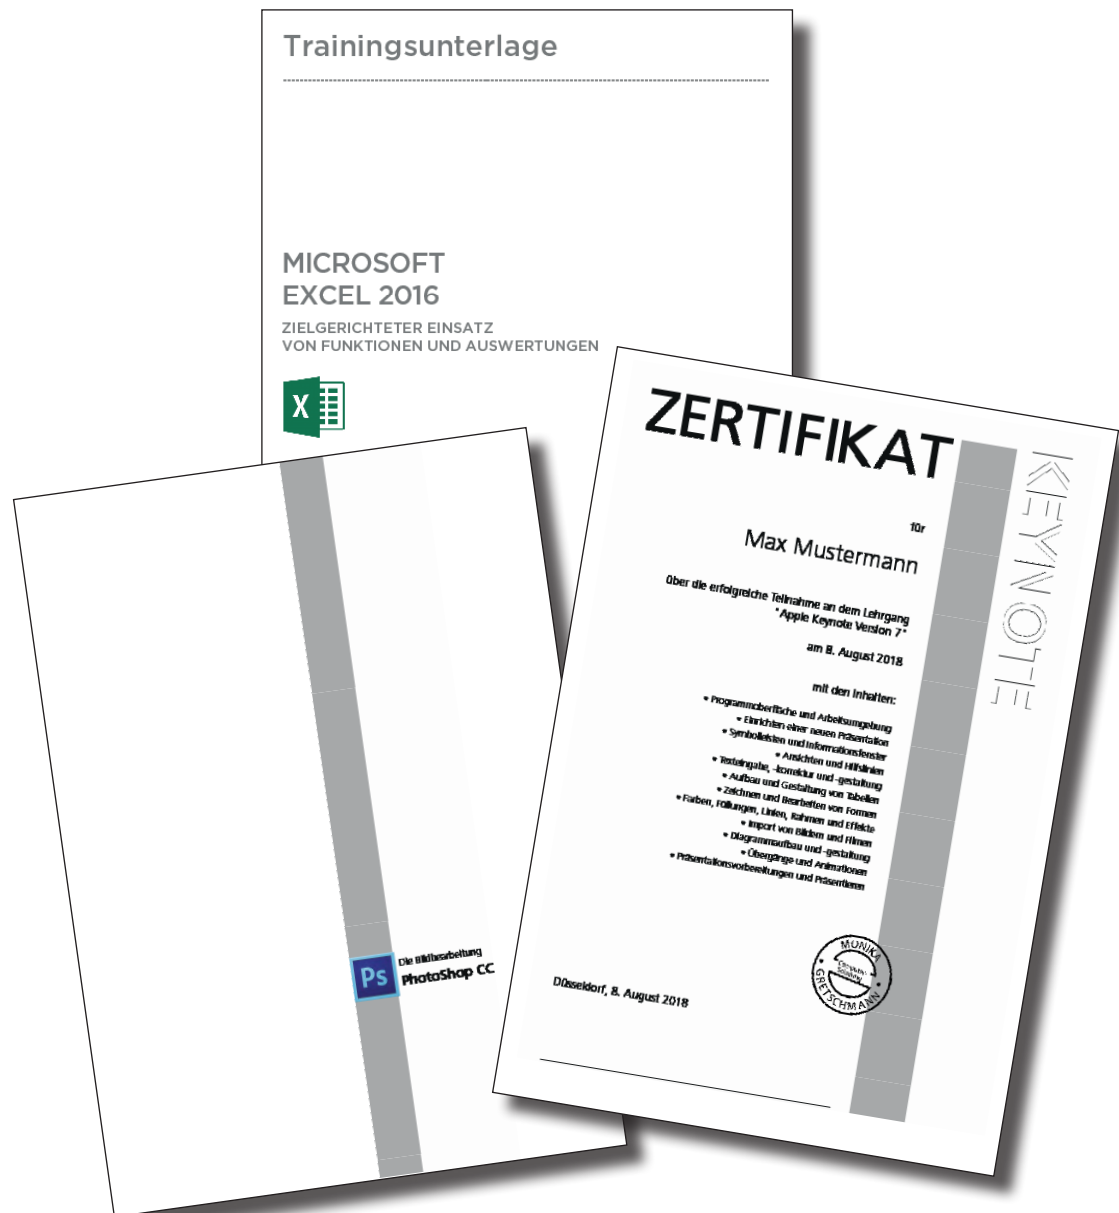 Trainingsunterlage
MICROSOFT
EXCEL 2016
ZIELGERICHTETER EINSATZ
VON FUNKTIONEN UND AUSWERTUNGEN
X
ZERTIFIKAT
KEYNOTE
für
Max Mustermann
über die erfolgreiche Teilnahme an dem Lehrgang
"Apple Keynote Version 7"
am 8. August 2018
mit den Inhalten:
• Programmoberfläche und Arbeitsumgebung
• Einrichten einer neuen Präsentation
• Symbolleisten und Informationsfenster
• Ansichten und Hilfslinien
• Texteingabe, -korrektur und -gestaltung
• Aufbau und Gestaltung von Tabellen
• Zeichnen und Bearbeiten von Formen
• Farben, Füllungen, Linien, Rahmen und Effekte
• Import von Bildern und Filmen
• Diagrammaufbau und -gestaltung
• Übergänge und Animationen
• Präsentationsvorbereitungen und Präsentieren
MONIKA
Computer-
Schulung
GRETSCHMANN
Düsseldorf, 8. August 2018
Ps
Die Bildbearbeitung
PhotoShop CC